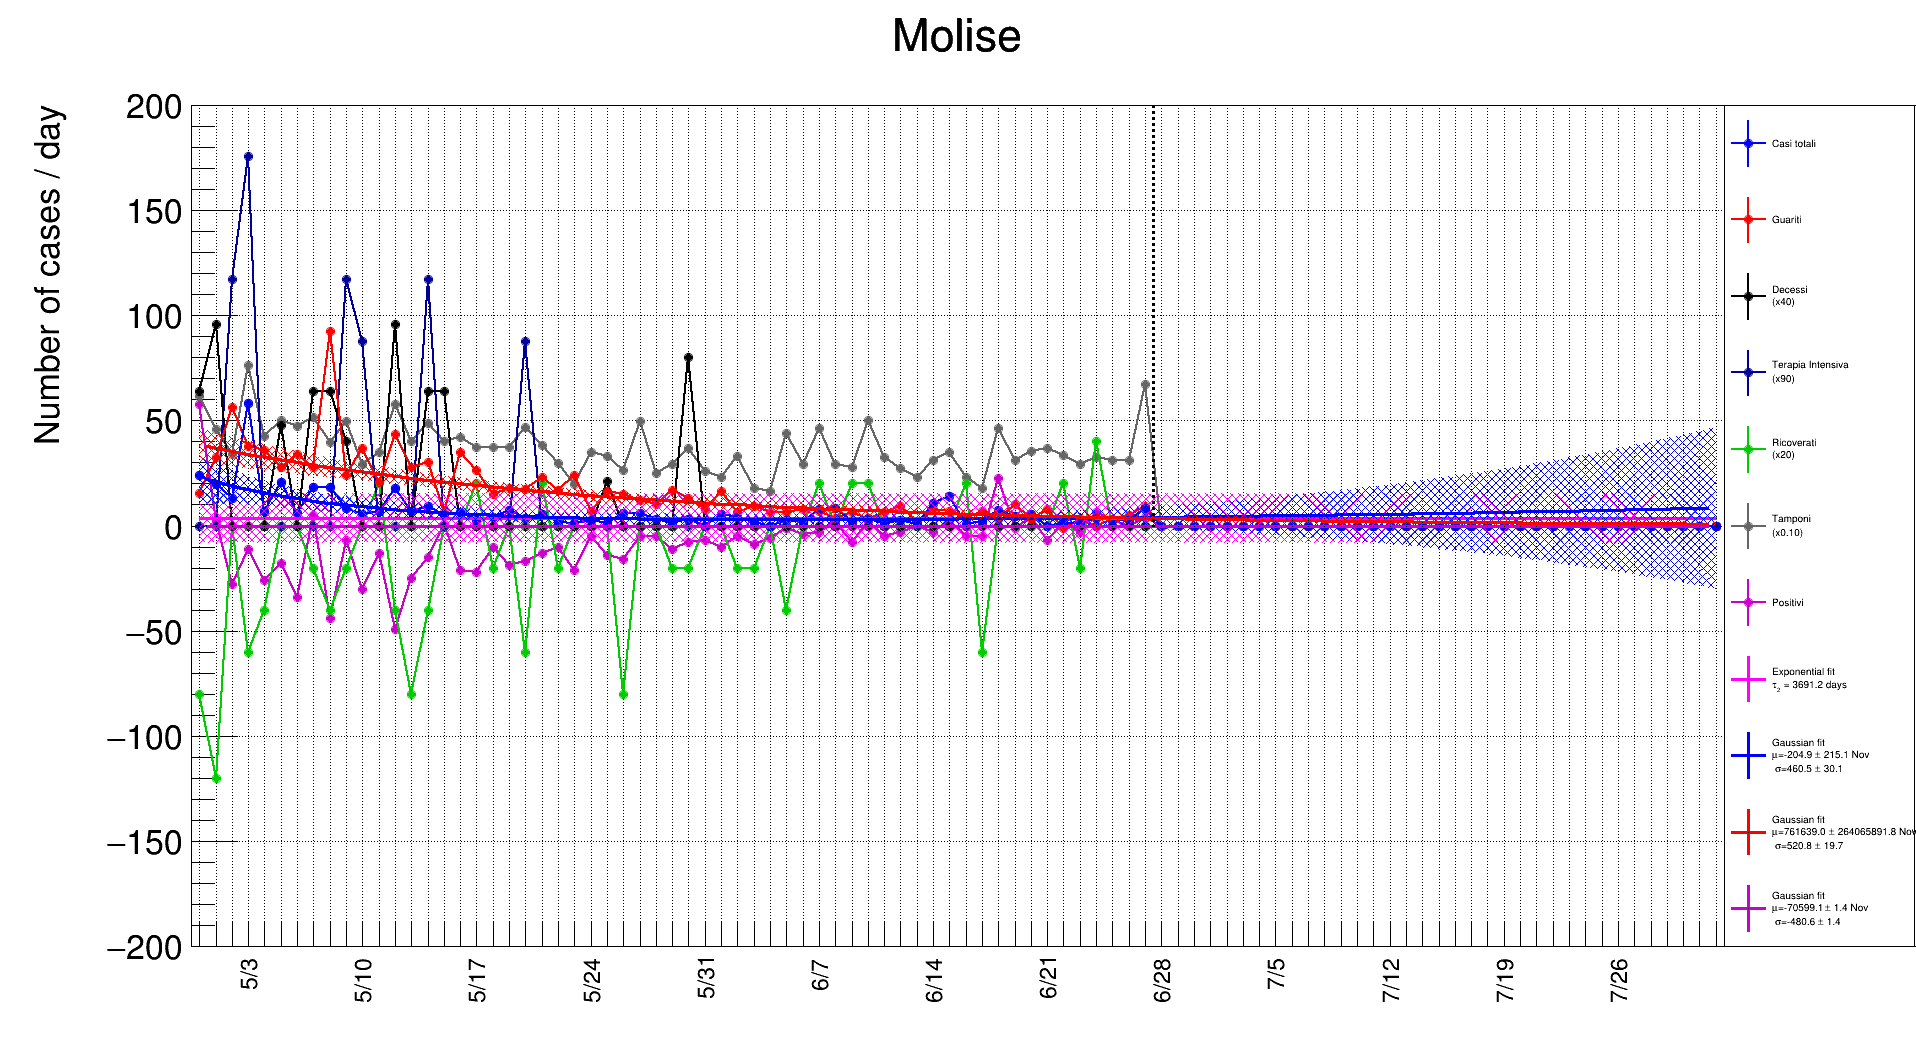 Molise
Number of cases / day
200
150
100
50
0
−50
−100
−150
−200
5/3
5/10
5/17
5/24
5/31
6/7
6/14
6/21
6/28
7/5
7/12
7/19
7/26
Casi totali
Guariti
Decessi
(x40)
Terapia Intensiva
(x90)
Ricoverati
(x20)
Tamponi
(x0.10)
Positivi
Exponential fit
τ₂ = 3691.2 days
Gaussian fit
μ=-204.9 ± 215.1 Nov
σ=460.5 ± 30.1
Gaussian fit
μ=761639.0 ± 264065891.8 Nov
σ=520.8 ± 19.7
Gaussian fit
μ=-70599.1 ± 1.4 Nov
σ=-480.6 ± 1.4